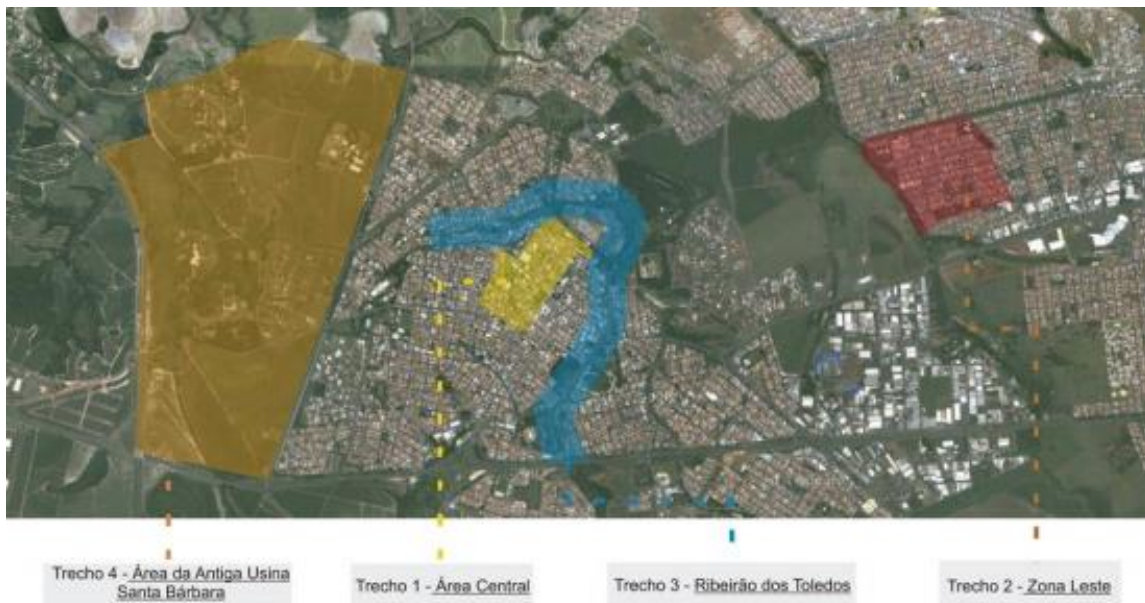 Trecho 4 - Área da Antiga Usina
Santa Bárbara
Trecho 1 - Área Central
Trecho 3 - Ribeirão dos Toledos
Trecho 2 - Zona Leste